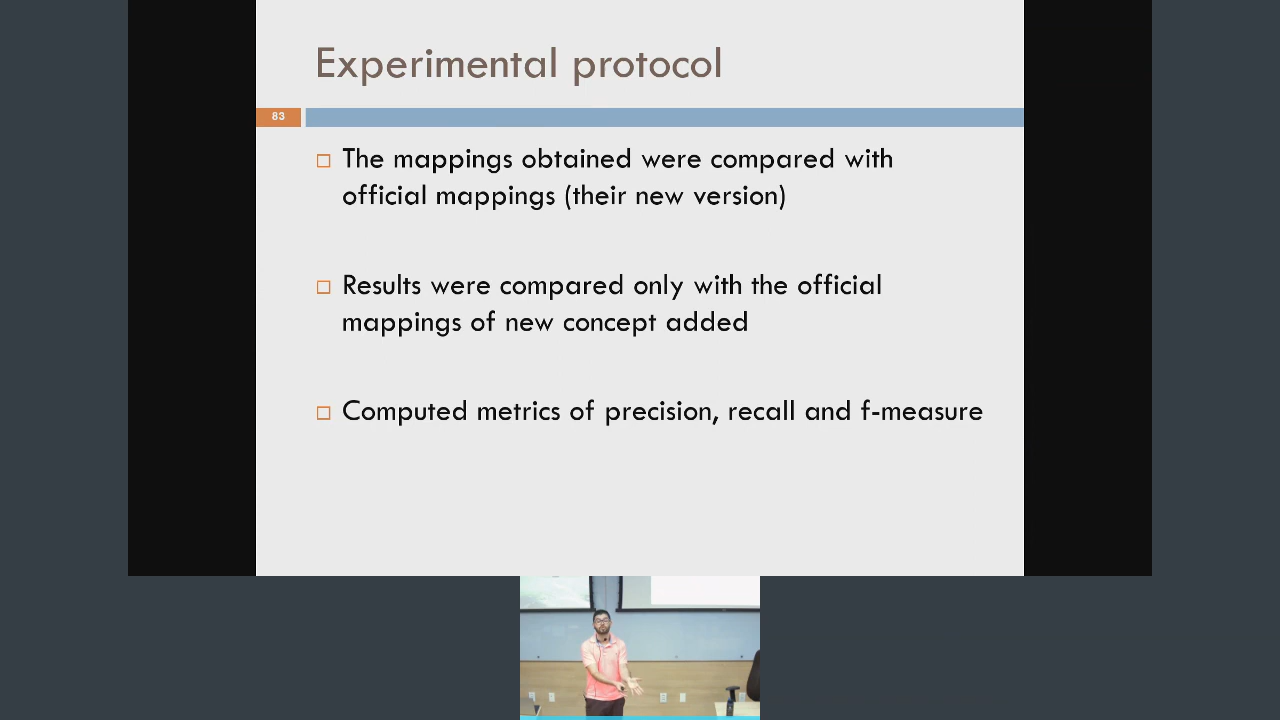 Experimental protocol
83
The mappings obtained were compared with
official mappings (their new version)
Results were compared only with the official
mappings of new concept added
Computed metrics of precision, recall and f-measure